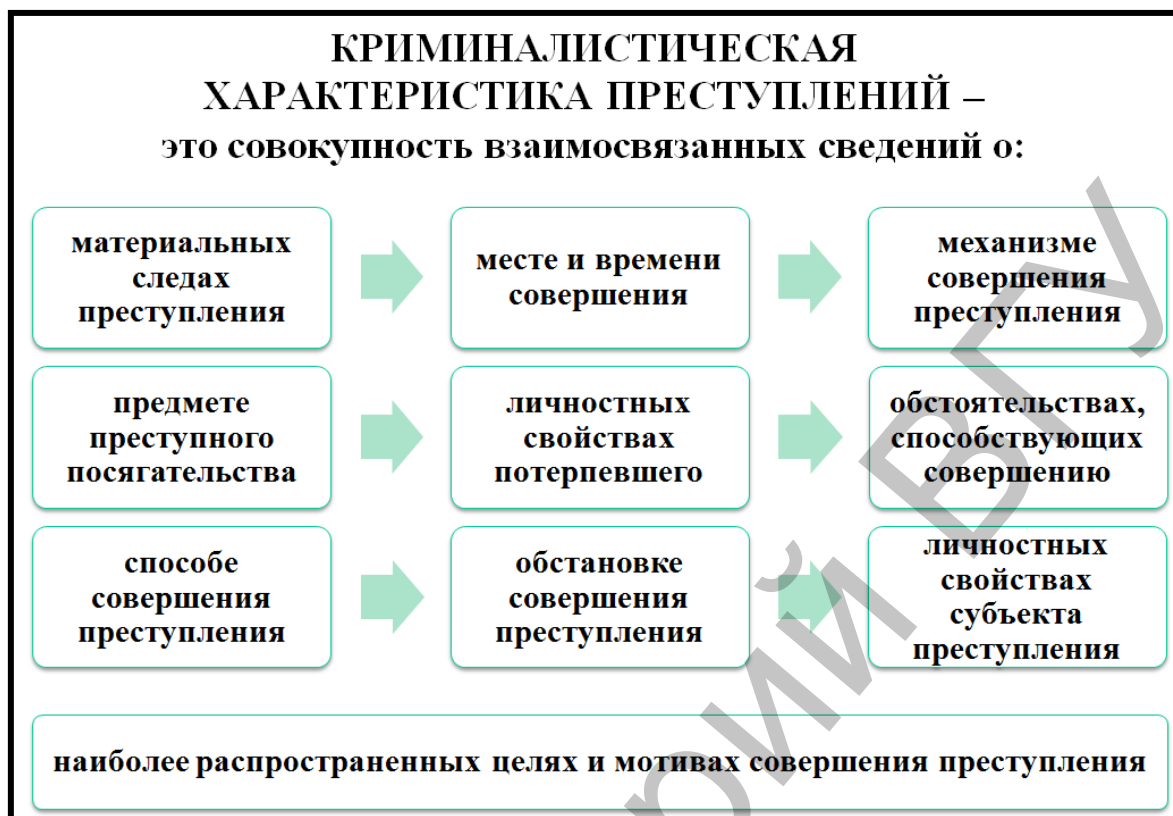 КРИМИНАЛИСТИЧЕСКАЯ
ХАРАКТЕРИСТИКА ПРЕСТУПЛЕНИЙ –
это совокупность взаимосвязанных сведений о:
материальных
следах
преступления
месте и времени
совершения
механизме
совершения
преступления
предмете
преступного
посягательства
личностных
свойствах
потерпевшего
обстоятельствах,
способствующих
совершению
способе
совершения
преступления
обстановке
совершения
преступления
личностных
свойствах
субъекта
преступления
наиболее распространенных целях и мотивах совершения преступления
ВГУ